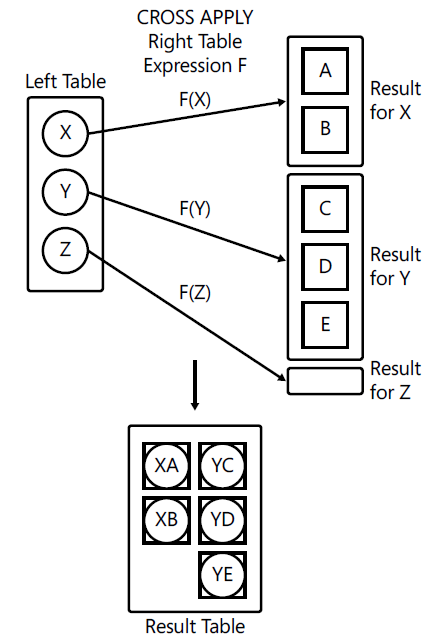 CROSS APPLY
Right Table
Expression F
Left Table
X
Y
Z
F(X)
F(Y)
F(Z)
A
B
Result
for X
C
D
E
Result
for Y
Result
for Z
XA YC
XB YD
YE
Result Table